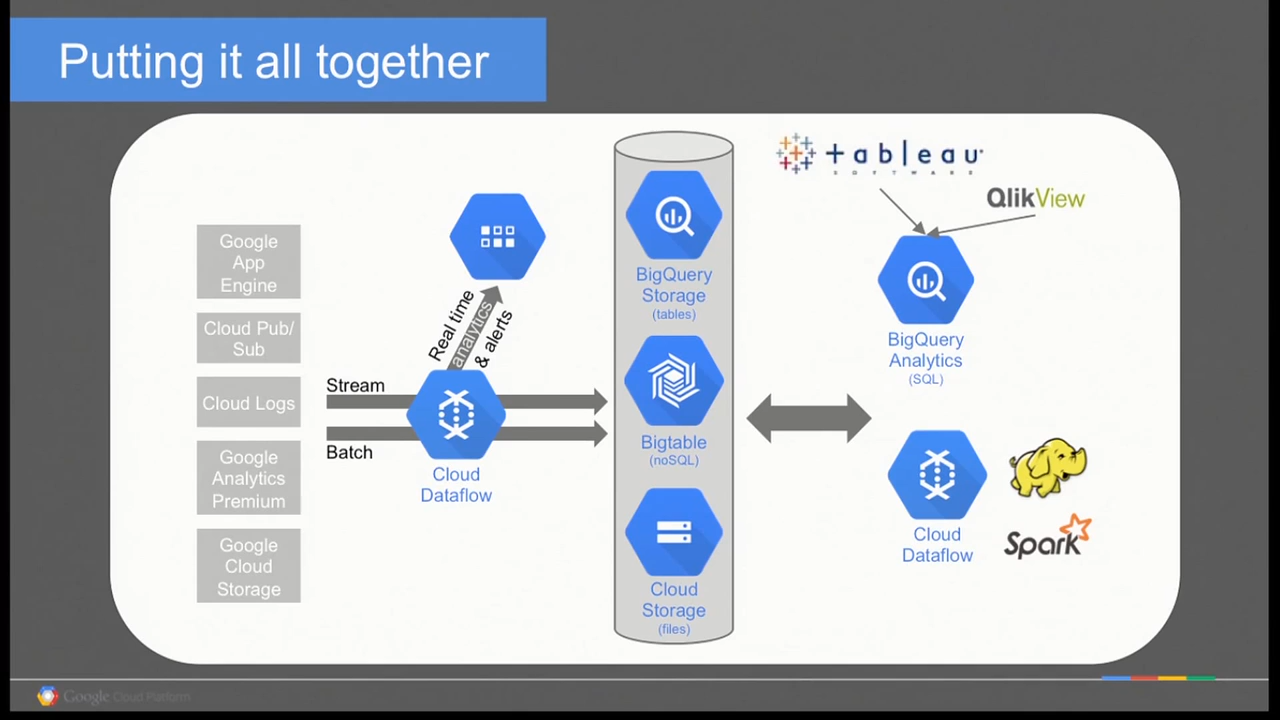 Putting it all together
Google
App
Engine
Cloud Pub/
Sub
Cloud Logs
Google
Analytics
Premium
Google
Cloud
Storage
Stream
Batch
Real time
analytics
& alerts
Cloud
Dataflow
BigQuery
Storage
(tables)
Bigtable
(noSQL)
Cloud
Storage
(files)
+ableau
SOFTWARE
QlikView
BigQuery
Analytics
(SQL)
Cloud
Dataflow
Spark
Google Cloud Platform